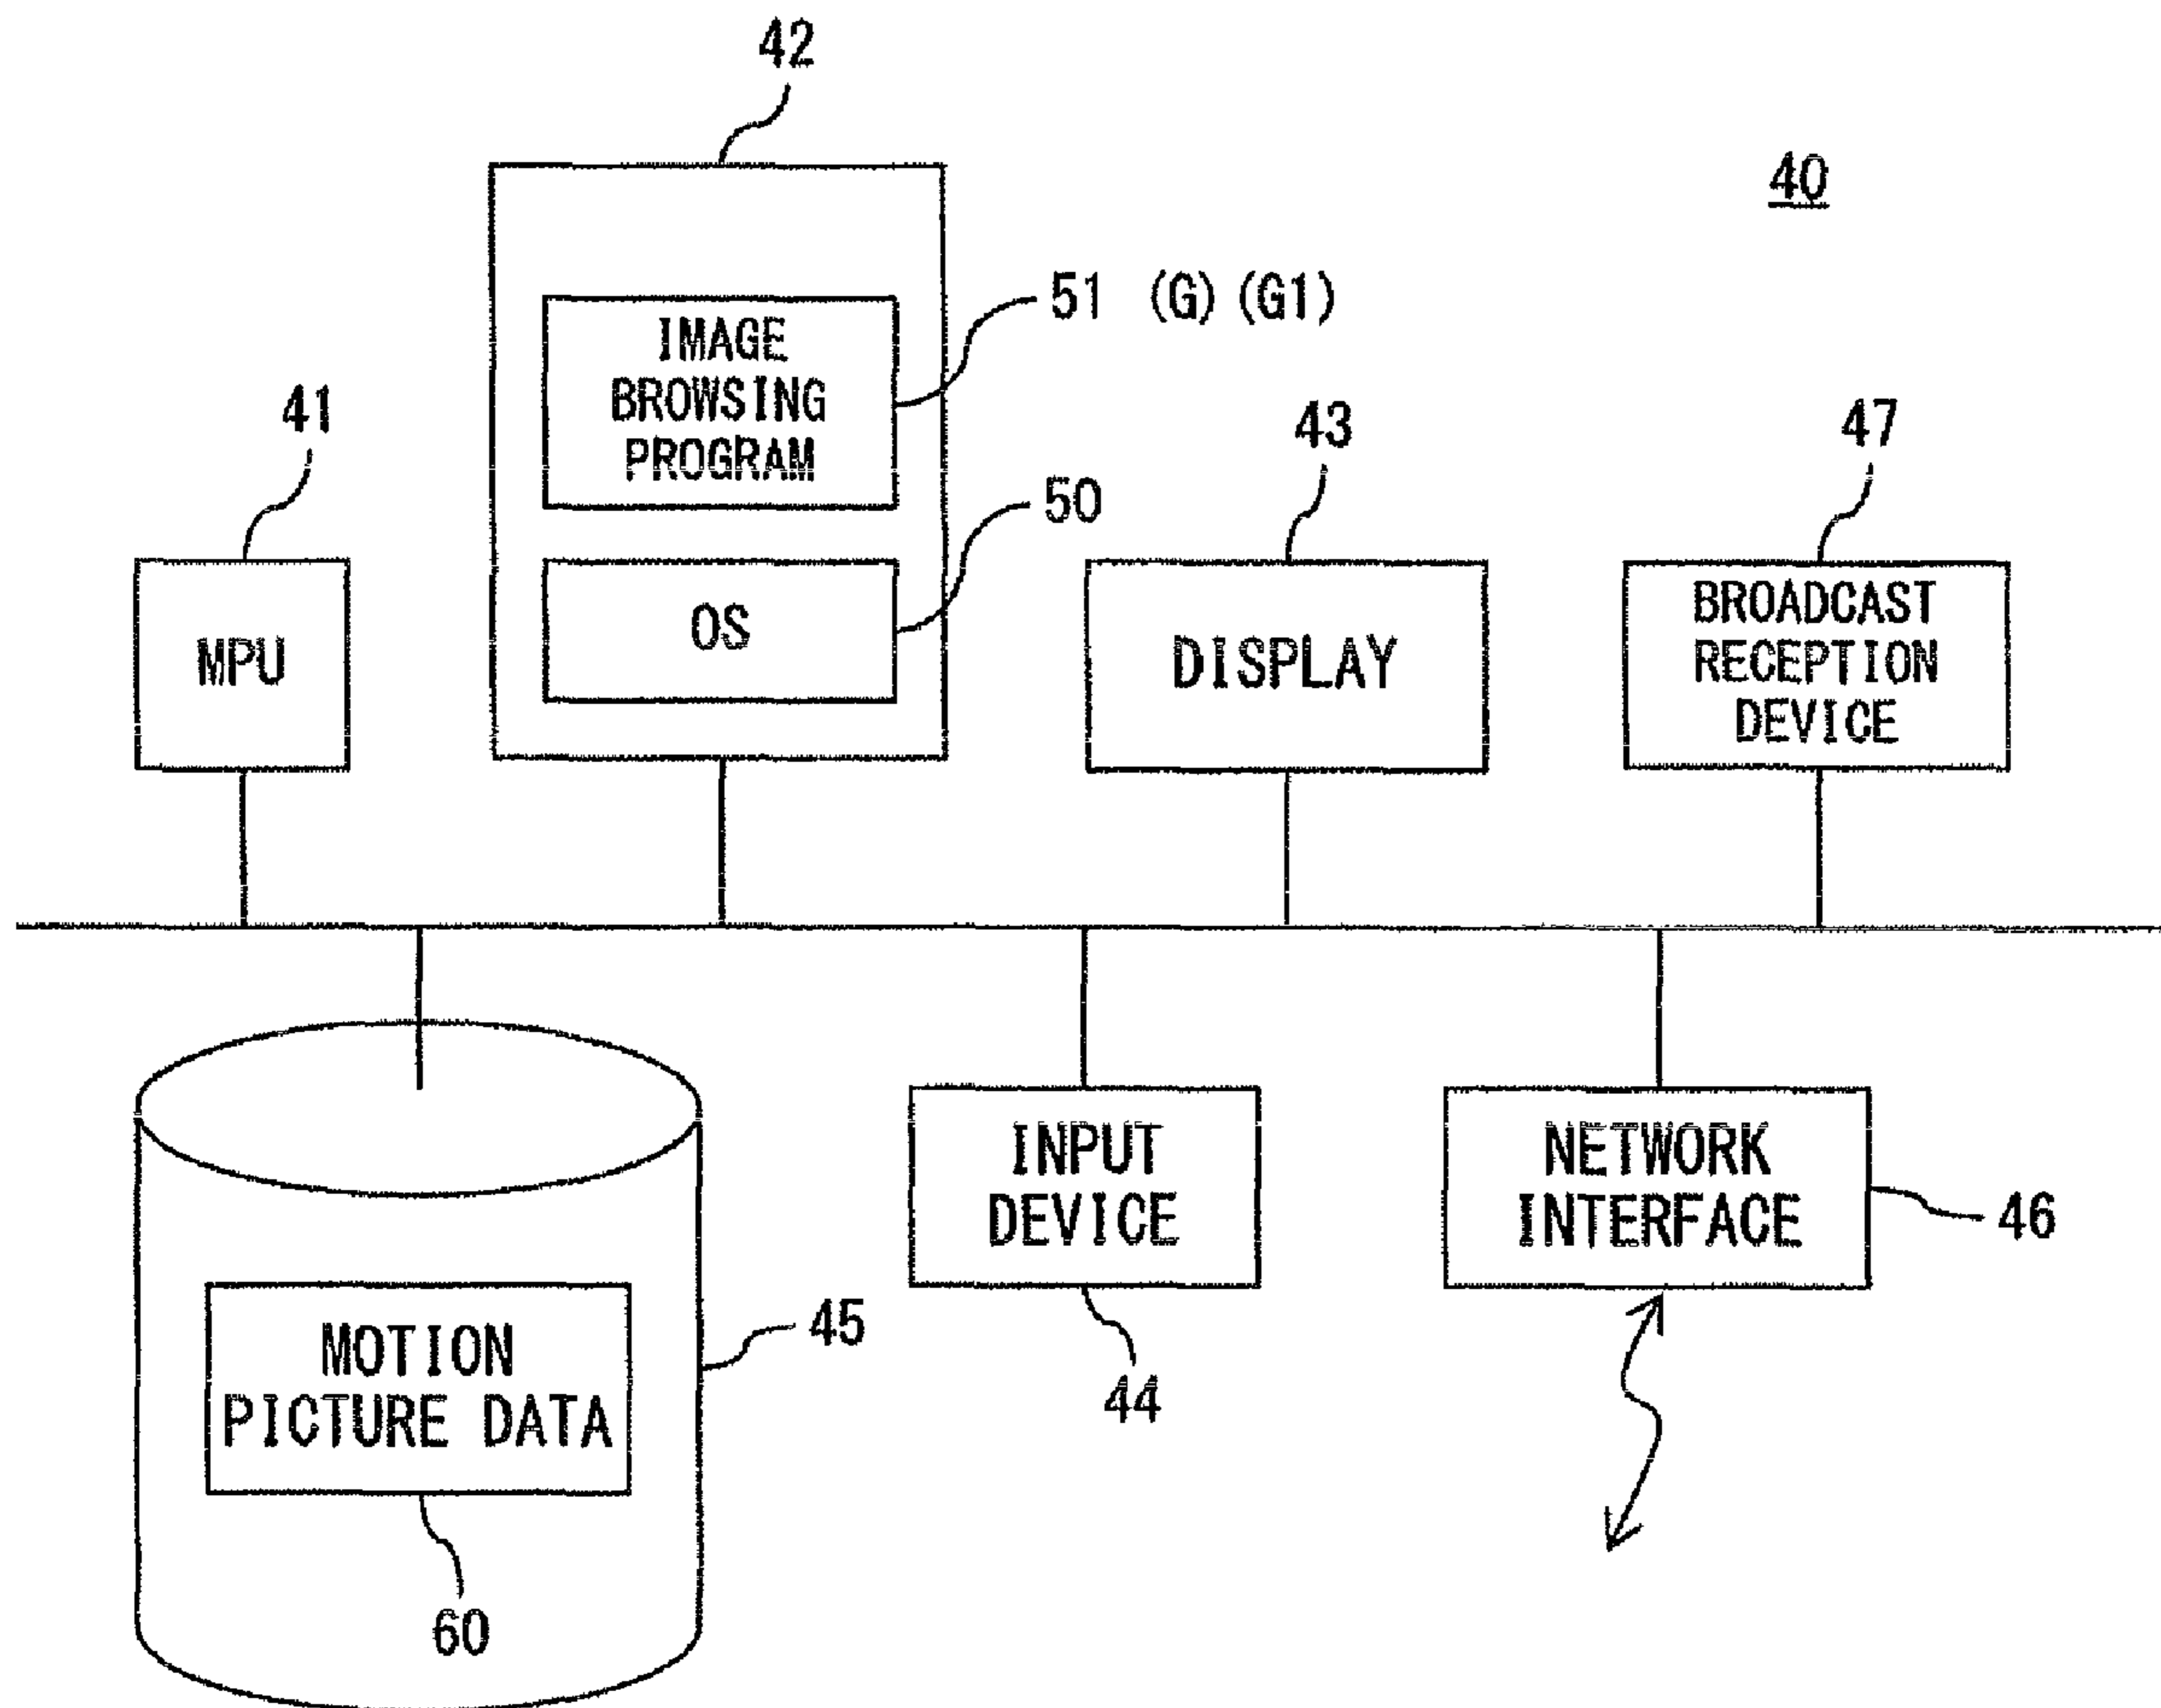 42
40
51 (G) (G1)
IMAGE
BROWSING
PROGRAM
41
43
47
50
MPU
OS
DISPLAY
BROADCAST
RECEPTION
DEVICE
INPUT
DEVICE
NETWORK
INTERFACE
46
45
MOTION
PICTURE DATA
44
60